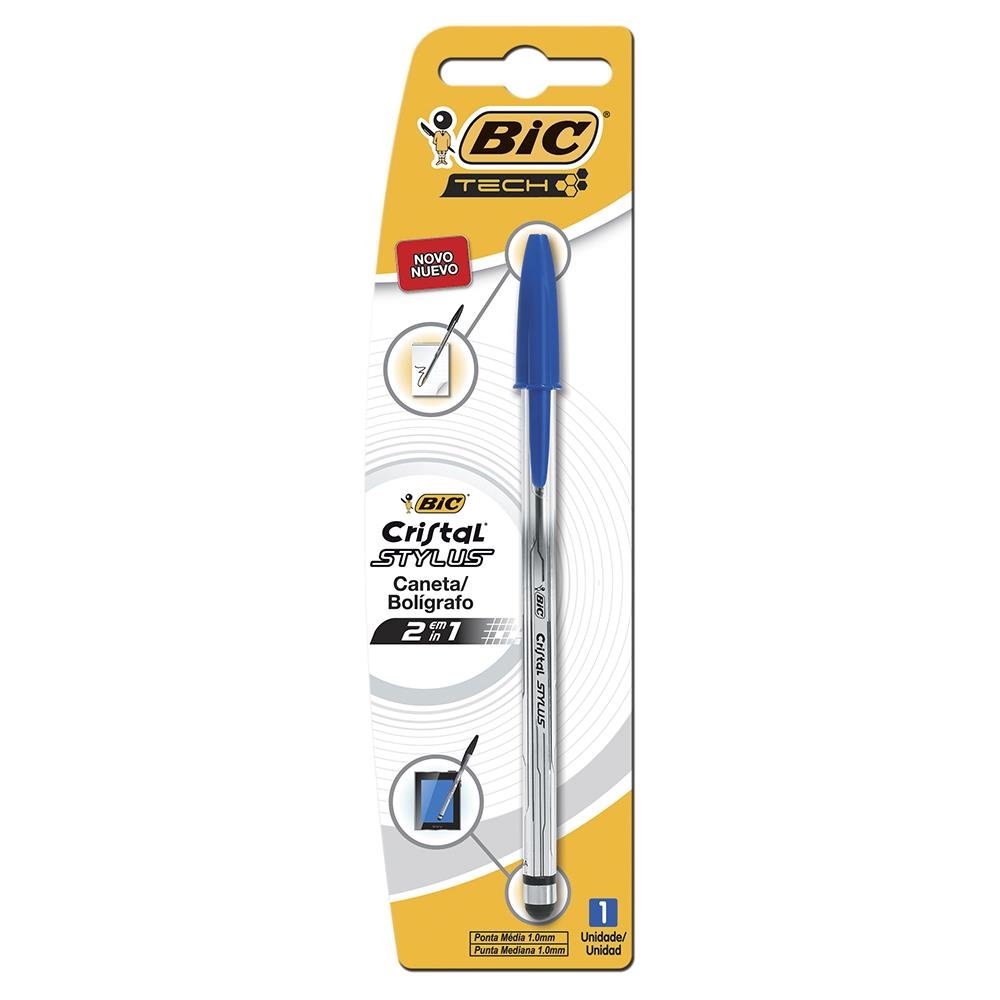 BiC®
TECH
NOVO
NUEVO
BiC®
Cristal®
STYLUS
Caneta/
Bolígrafo
2 em in 1
BiC Cristal STYLUS
1
Unidade/
Unidad
Ponta Média 1.0mm
Punta Mediana 1.0mm